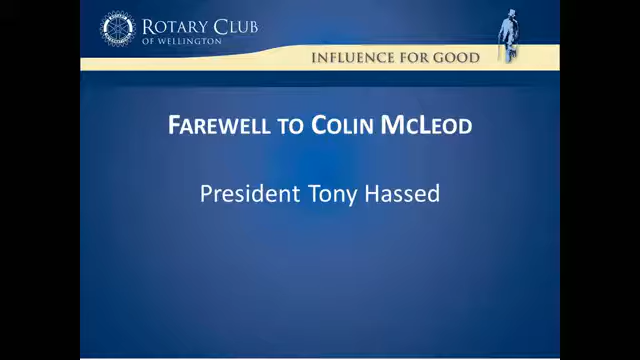 ROTARY CLUB
OF WELLINGTON
INFLUENCE FOR GOOD
FAREWELL TO COLIN MCLEOD
President Tony Hassed